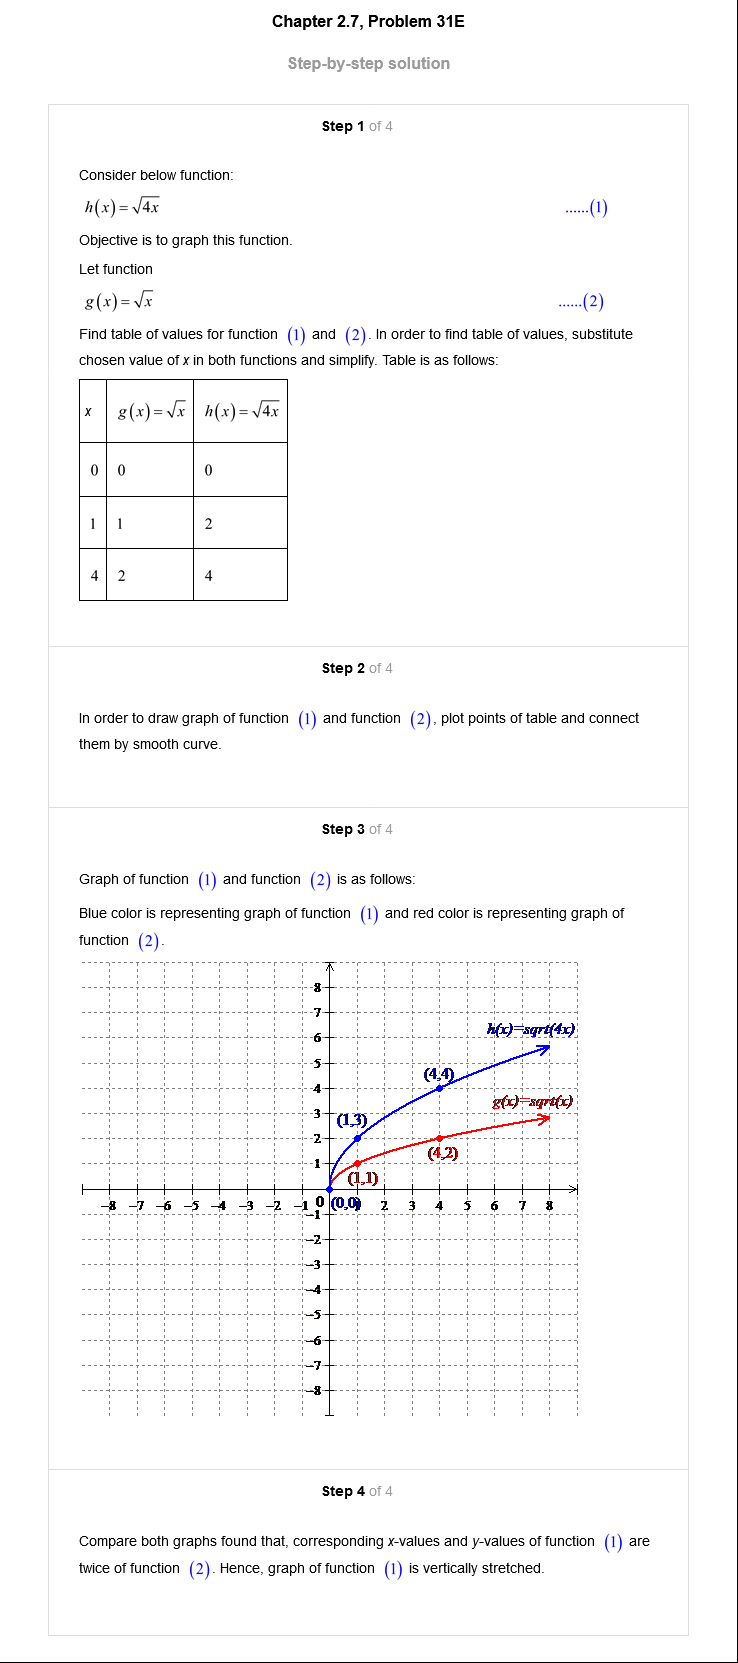 Chapter 2.7, Problem 31E
Step-by-step solution
Step 1 of 4
Consider below function:
h(x)=√4x ......(1)
Objective is to graph this function.
Let function
g(x)=√x ......(2)
Find table of values for function (1) and (2). In order to find table of values, substitute
chosen value of x in both functions and simplify. Table is as follows:
x g(x)=√x h(x)=√4x
0 0 0
1 1 2
4 2 4
Step 2 of 4
In order to draw graph of function (1) and function (2), plot points of table and connect
them by smooth curve.
Step 3 of 4
Graph of function (1) and function (2) is as follows:
Blue color is representing graph of function (1) and red color is representing graph of
function (2).
8
7
6
h(x)=sqrt(4x)
5
(4,4)
4
g(x)=sqrt(x)
3
(1,3)
2
(4,2)
1
(1,1)
-8 -7 -6 -5 -4 -3 -2 -1 0 (0,0) 2 3 4 5 6 7 8
-1
-2
-3
-4
-5
-6
-7
-8
Step 4 of 4
Compare both graphs found that, corresponding x-values and y-values of function (1) are
twice of function (2). Hence, graph of function (1) is vertically stretched.